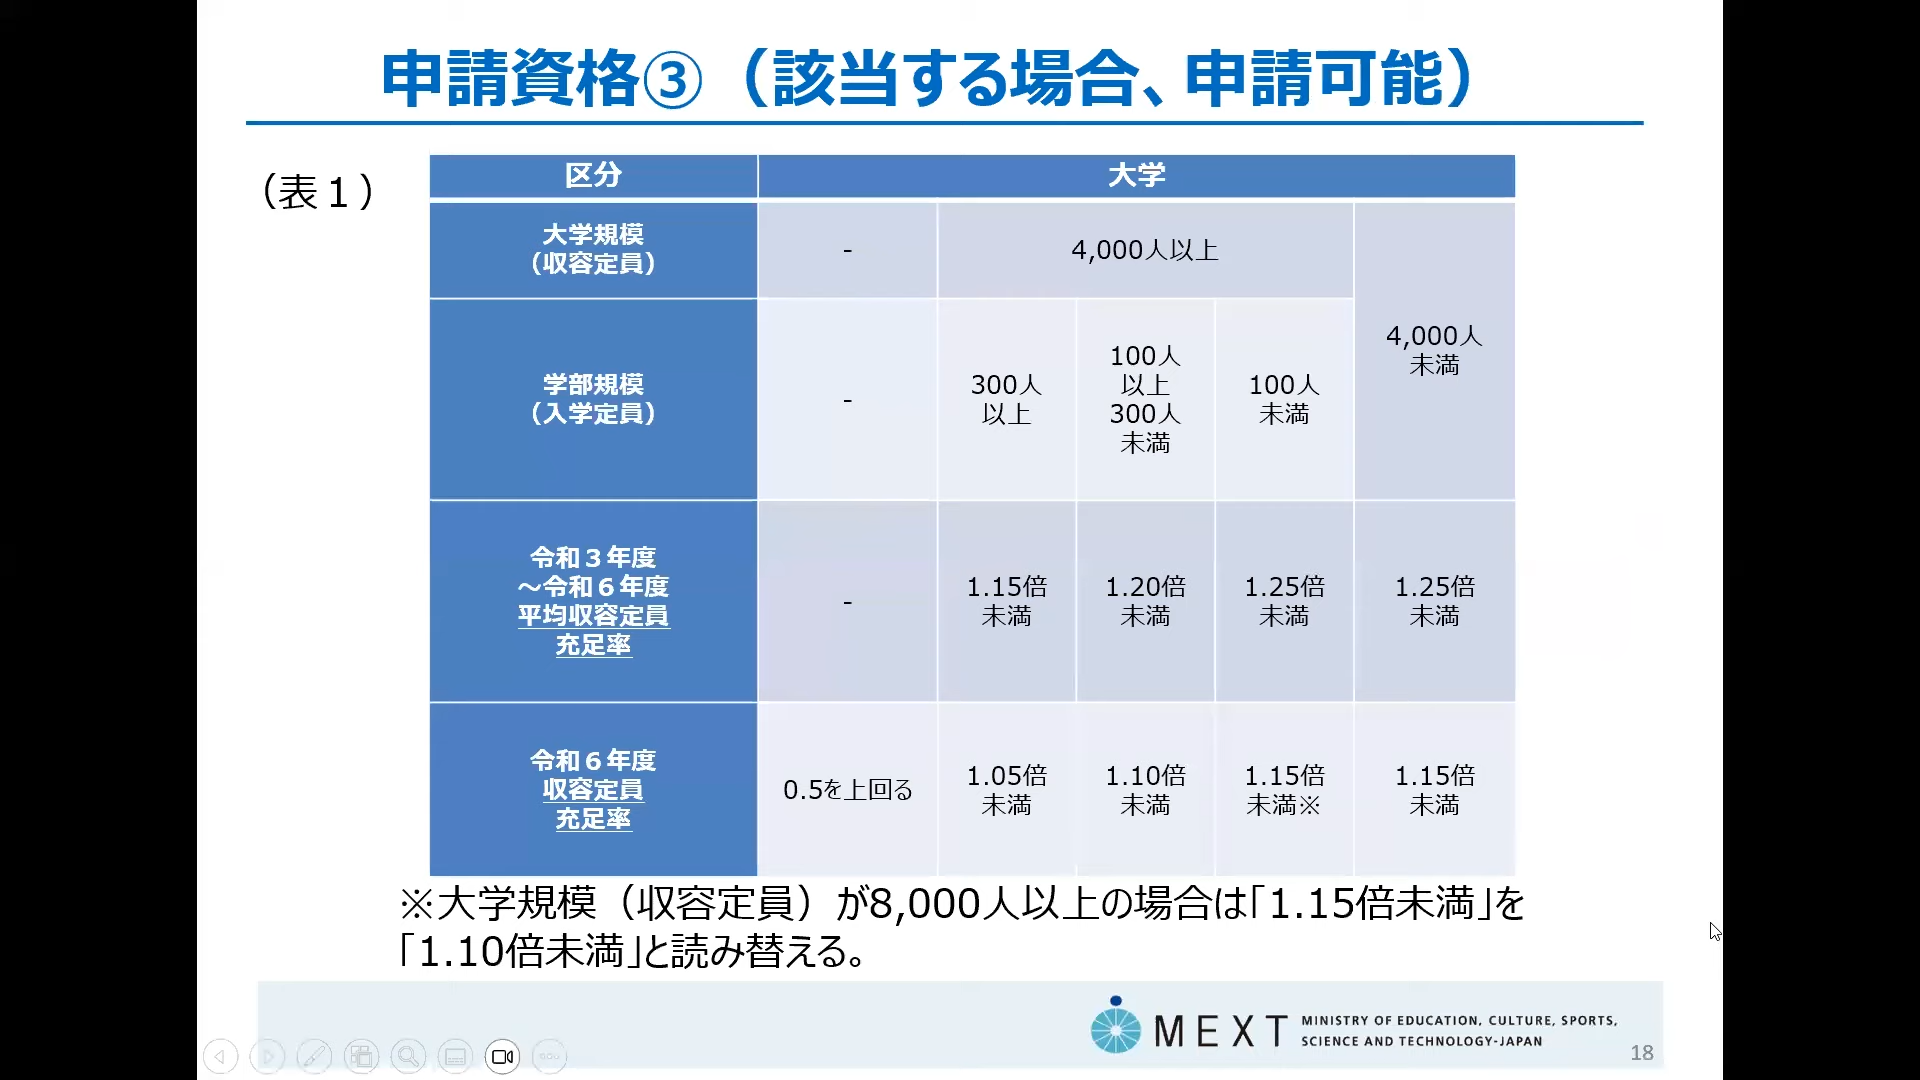 申請資格③（該当する場合、申請可能）
（表１）
区分
大学
大学規模
（収容定員）
-
4,000人以上
4,000人
未満
学部規模
（入学定員）
-
300人
以上
100人
以上
300人
未満
100人
未満
令和３年度
～令和６年度
平均収容定員
充足率
-
1.15倍
未満
1.20倍
未満
1.25倍
未満
1.25倍
未満
令和６年度
収容定員
充足率
0.5を上回る
1.05倍
未満
1.10倍
未満
1.15倍
未満※
1.15倍
未満
※大学規模（収容定員）が8,000人以上の場合は「1.15倍未満」を
「1.10倍未満」と読み替える。
MEXT
MINISTRY OF EDUCATION, CULTURE, SPORTS,
SCIENCE AND TECHNOLOGY-JAPAN
18